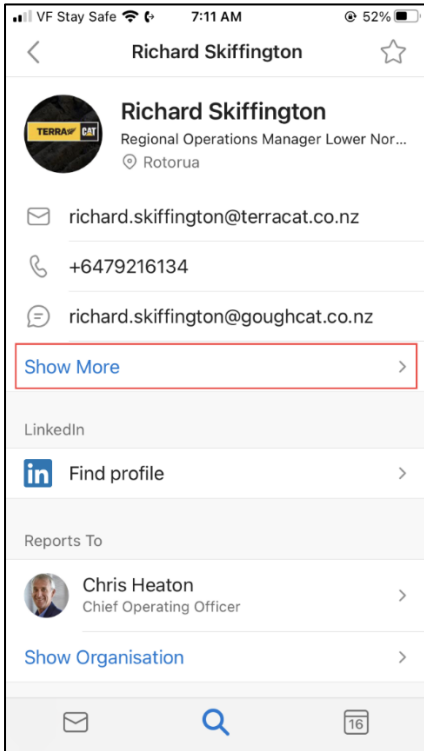 VF Stay Safe 7:11 AM 52%
Richard Skiffington
TERRA CAT
Richard Skiffington
Regional Operations Manager Lower Nor...
Rotorua
richard.skiffington@terracat.co.nz
+6479216134
richard.skiffington@goughcat.co.nz
Show More
LinkedIn
in Find profile
Reports To
Chris Heaton
Chief Operating Officer
Show Organisation
16